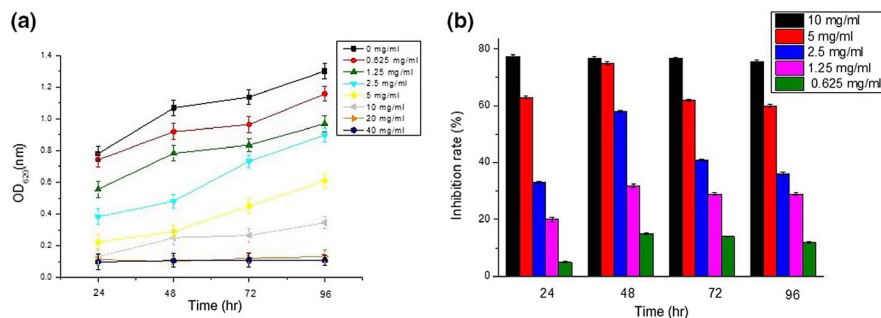 (a)
1.4
1.2
1.0
0.8
0.6
0.4
0.2
0.0
OD620(nm)
24
48
72
96
Time (hr)
0 mg/ml
0.625 mg/ml
1.25 mg/ml
2.5 mg/ml
5 mg/ml
10 mg/ml
20 mg/ml
40 mg/ml
(b)
80
60
40
20
0
Inhibition rate (%)
24
48
72
96
Time (hr)
10 mg/ml
5 mg/ml
2.5 mg/ml
1.25 mg/ml
0.625 mg/ml